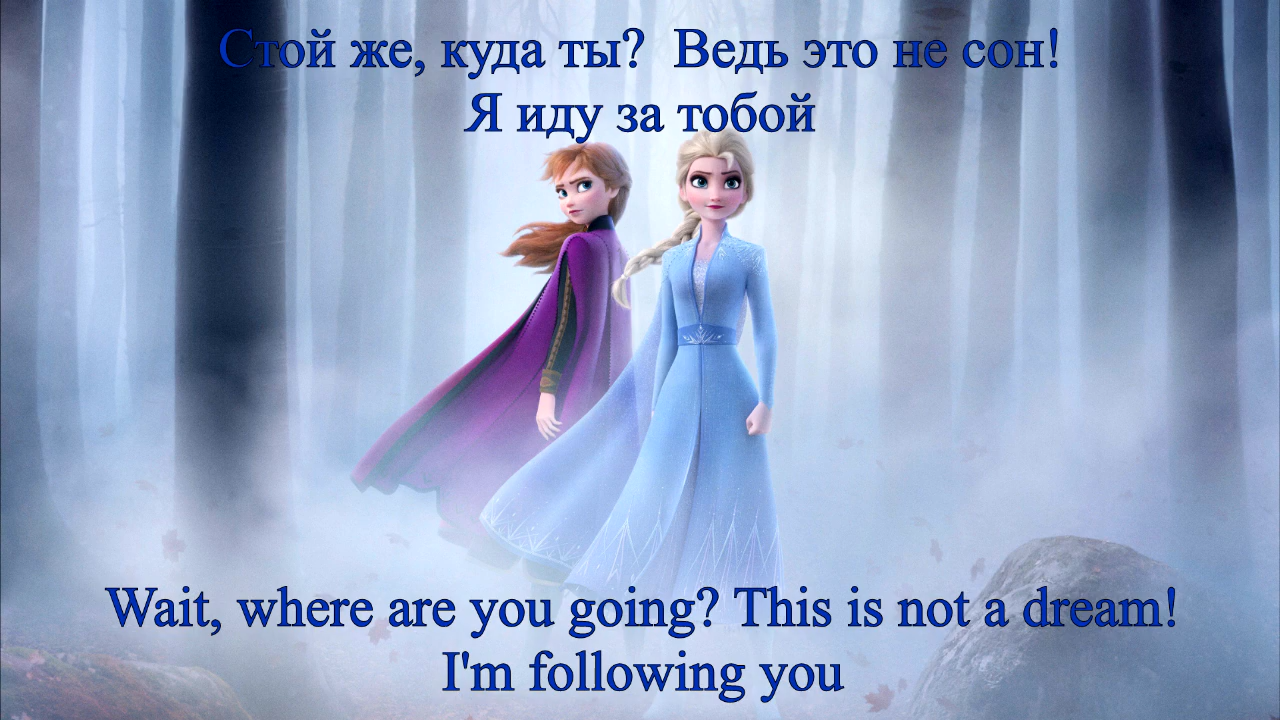 Стой же, куда ты? Ведь это не сон!
Я иду за тобой
Wait, where are you going? This is not a dream!
I'm following you